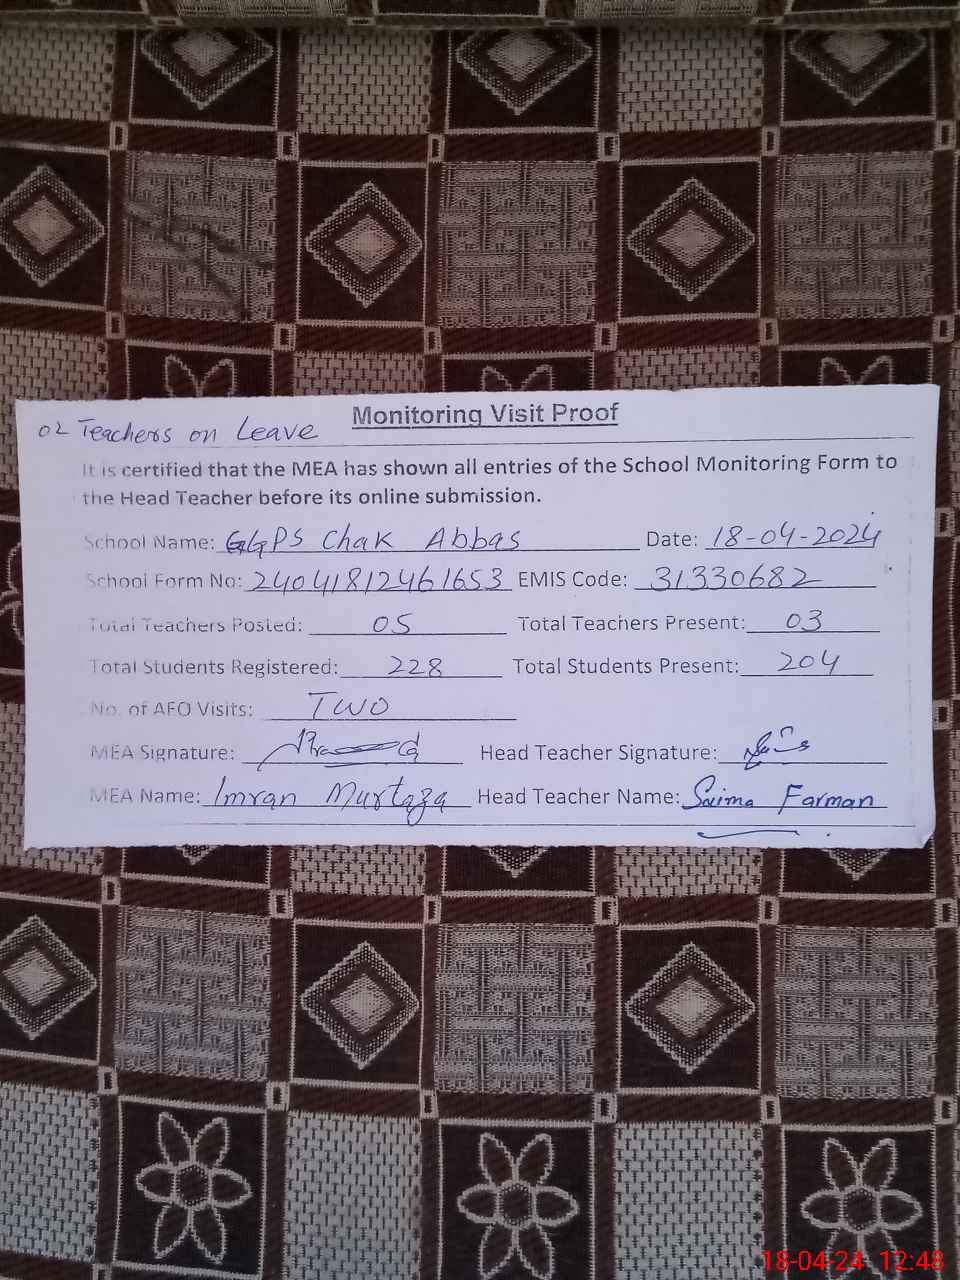 Monitoring Visit Proof
02 Teachers on Leave
It is certified that the MEA has shown all entries of the School Monitoring Form to
the Head Teacher before its online submission.
School Name: GGPS Chak Abbas Date: 18-04-2024
School Form No: 24041812461653 EMIS Code: 31330682
Total Teachers Posted: 05 Total Teachers Present: 03
Total Students Registered: 228 Total Students Present: 204
No. of AEO Visits: Two
MEA Signature: Head Teacher Signature:
MEA Name: Imran Murtaza Head Teacher Name: Saima Farman
18-04-24 12:48